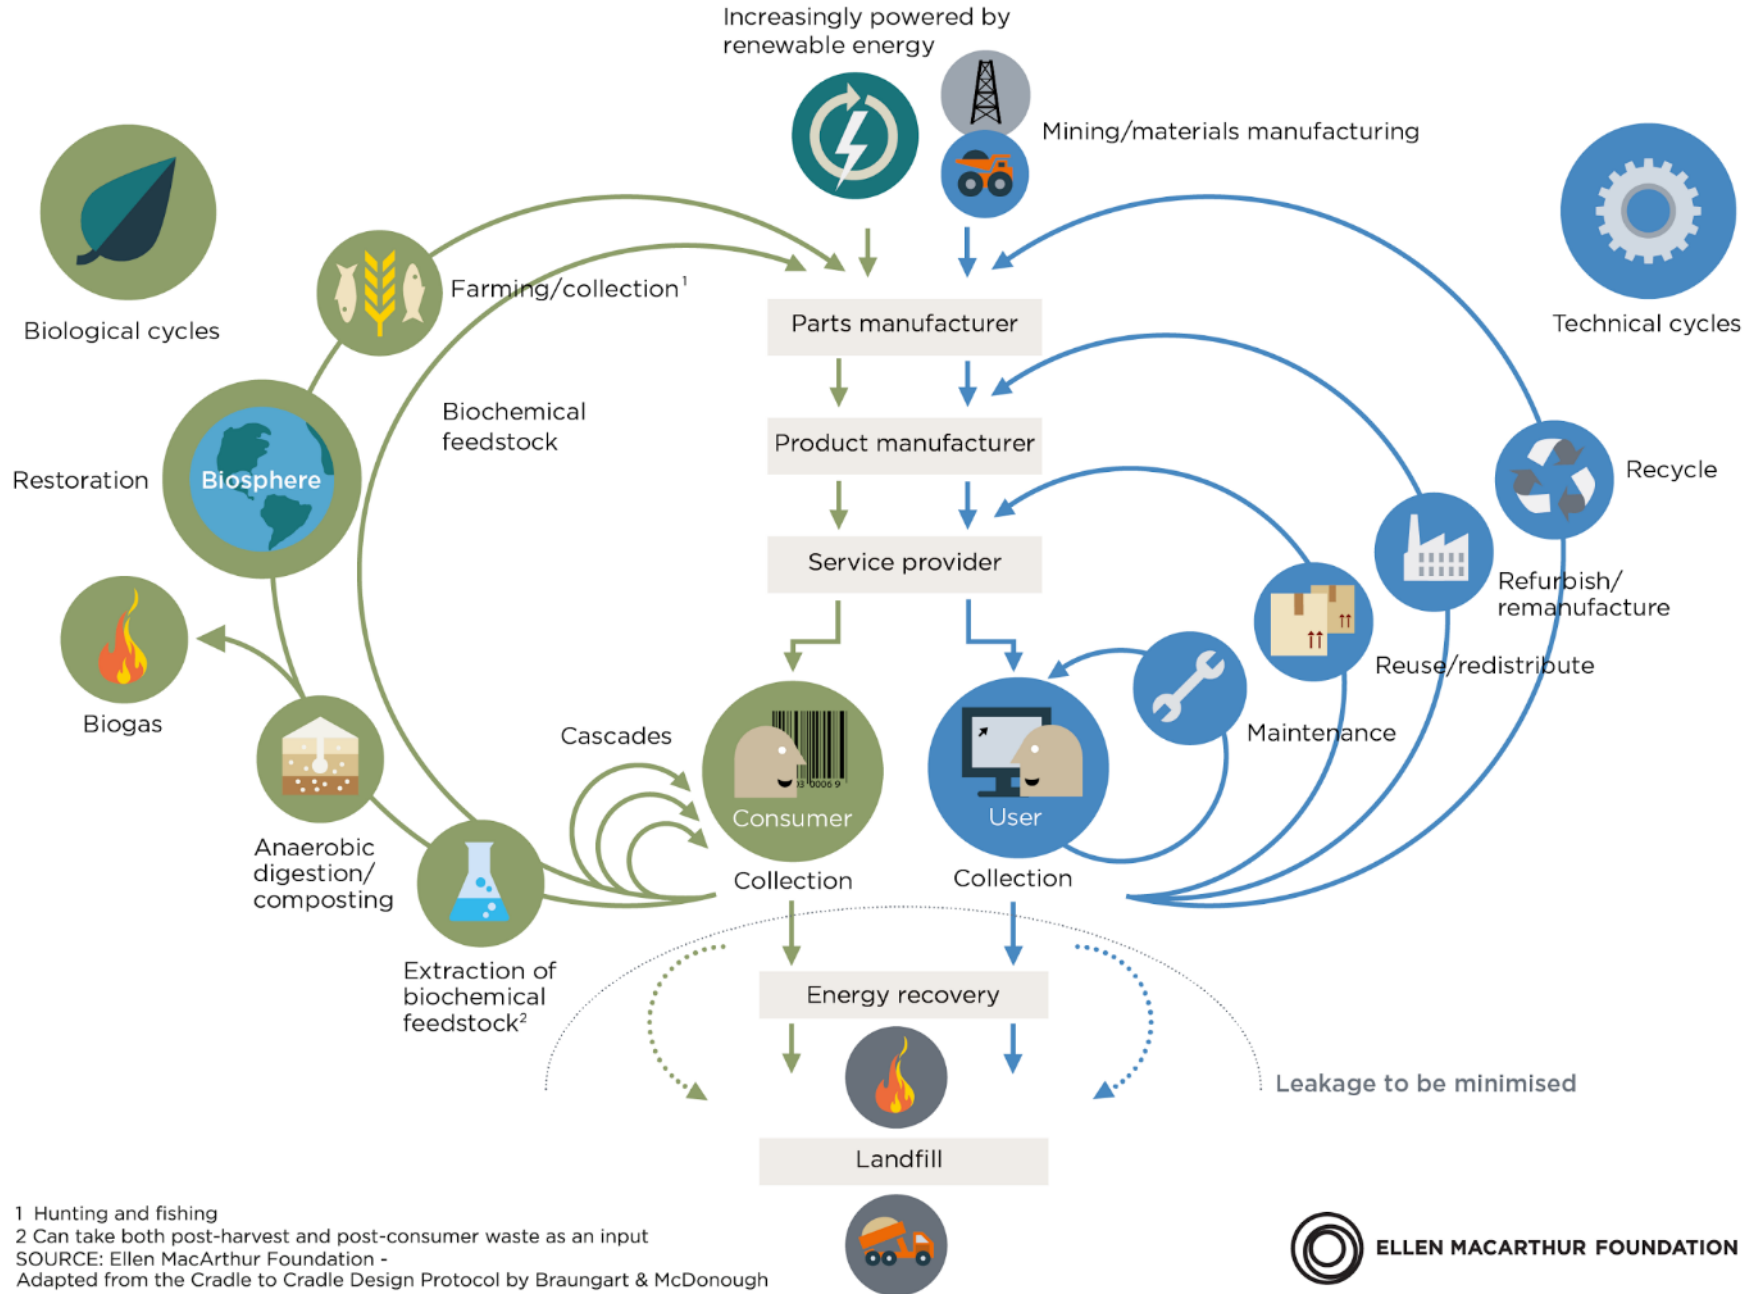 Increasingly powered by
renewable energy
Mining/materials manufacturing
Biological cycles
Farming/collection¹
Parts manufacturer
Technical cycles
Biochemical
feedstock
Product manufacturer
Restoration
Biosphere
Recycle
Service provider
Refurbish/
remanufacture
Reuse/redistribute
Biogas
Cascades
Maintenance
03 0006 9
Consumer
User
Anaerobic
digestion/
composting
Collection
Collection
Extraction of
biochemical
feedstock²
Energy recovery
Leakage to be minimised
Landfill
1 Hunting and fishing
2 Can take both post-harvest and post-consumer waste as an input
SOURCE: Ellen MacArthur Foundation -
Adapted from the Cradle to Cradle Design Protocol by Braungart & McDonough
ELLEN MACARTHUR FOUNDATION